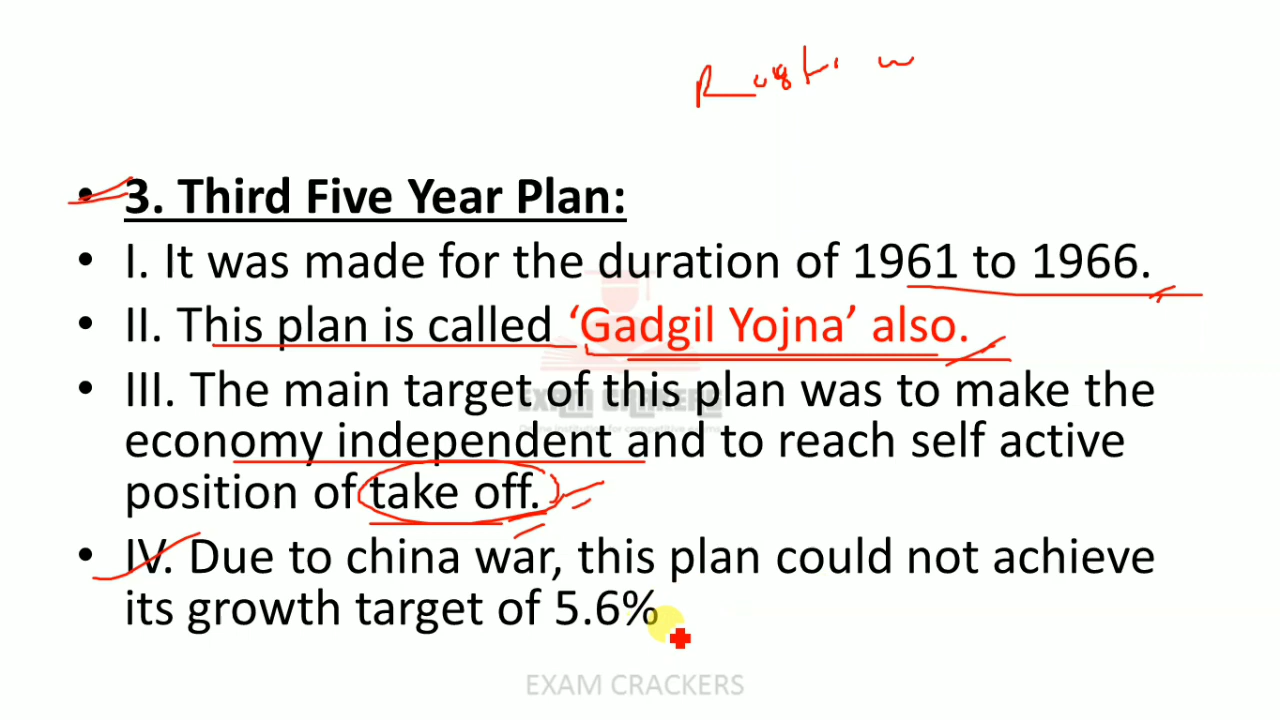 • 3. Third Five Year Plan:
• I. It was made for the duration of 1961 to 1966.
• II. This plan is called ‘Gadgil Yojna’ also.
• III. The main target of this plan was to make the
economy independent and to reach self active
position of take off.
• IV. Due to china war, this plan could not achieve
its growth target of 5.6%
EXAM CRACKERS
EXAM CRACKERS